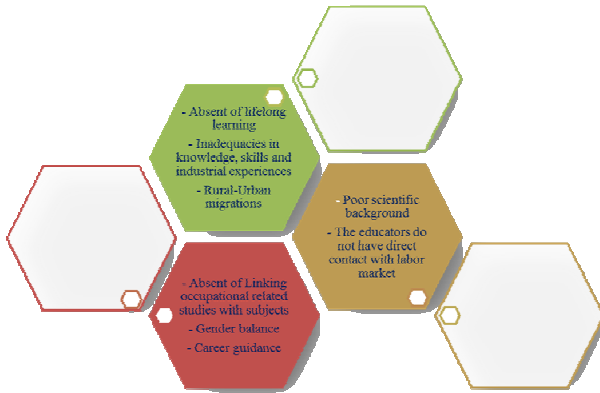 - Absent of lifelong
learning
- Inadequacies in
knowledge, skills and
industrial experiences
- Rural-Urban
migrations
- Poor scientific
background
- The educators do
not have direct
contact with labor
market
- Absent of Linking
occupational related
studies with subjects
- Gender balance
- Career guidance